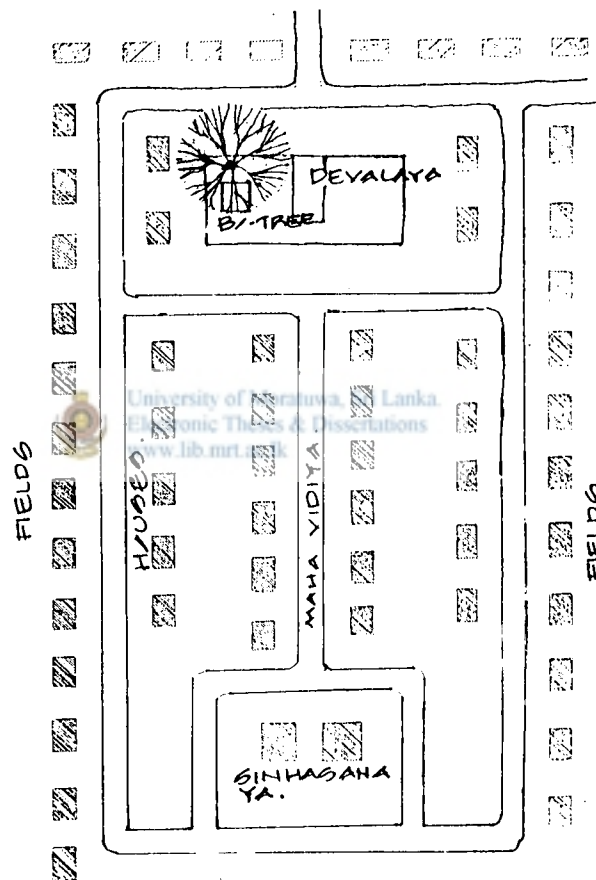 DEVALAYA
B/-TREE
University of Moratuwa, Sri Lanka.
Electronic Theses & Dissertations
www.lib.mrt.ac.lk
FIELDS
HOUSES.
MAHA VIDIYA.
FIELDS
SINHASANA
YA.